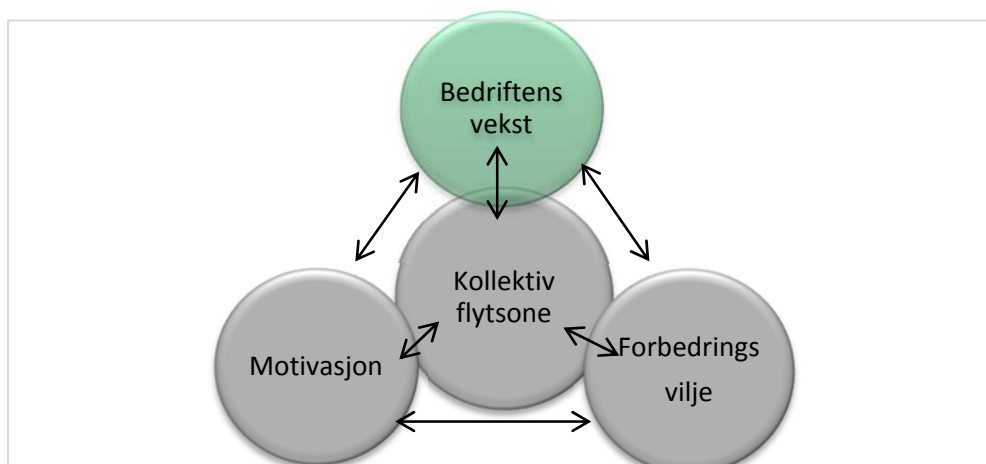 Bedriftens
vekst
Kollektiv
flytsone
Motivasjon
Forbedrings
vilje